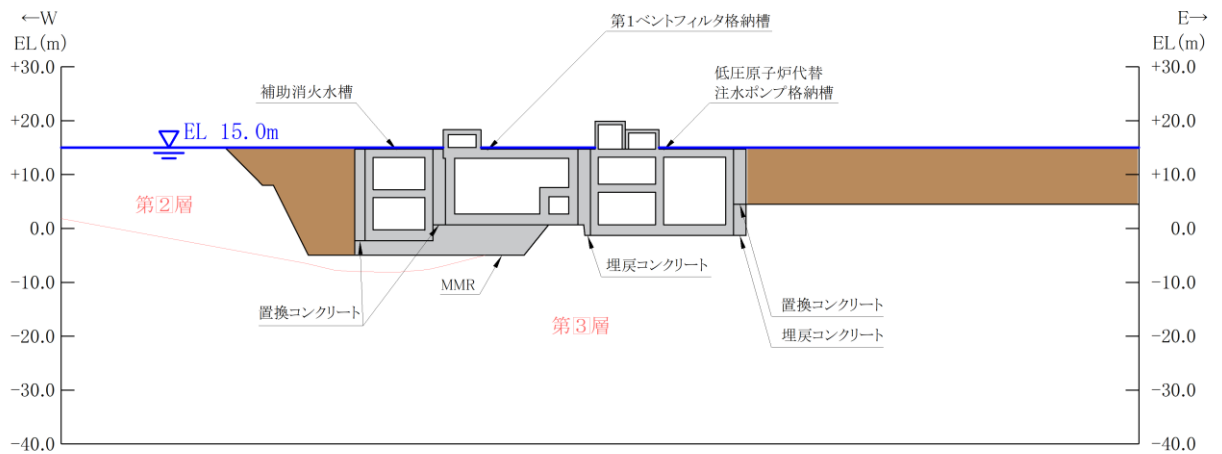 ←W
EL(m)
E→
EL(m)
第1ベントフィルタ格納槽
低圧原子炉代替
注水ポンプ格納槽
補助消火水槽
EL 15.0m
+30.0
+20.0
+10.0
0.0
-10.0
-20.0
-30.0
-40.0
+30.0
+20.0
+10.0
0.0
-10.0
-20.0
-30.0
-40.0
第2層
埋戻コンクリート
MMR
置換コンクリート
第3層
置換コンクリート
埋戻コンクリート